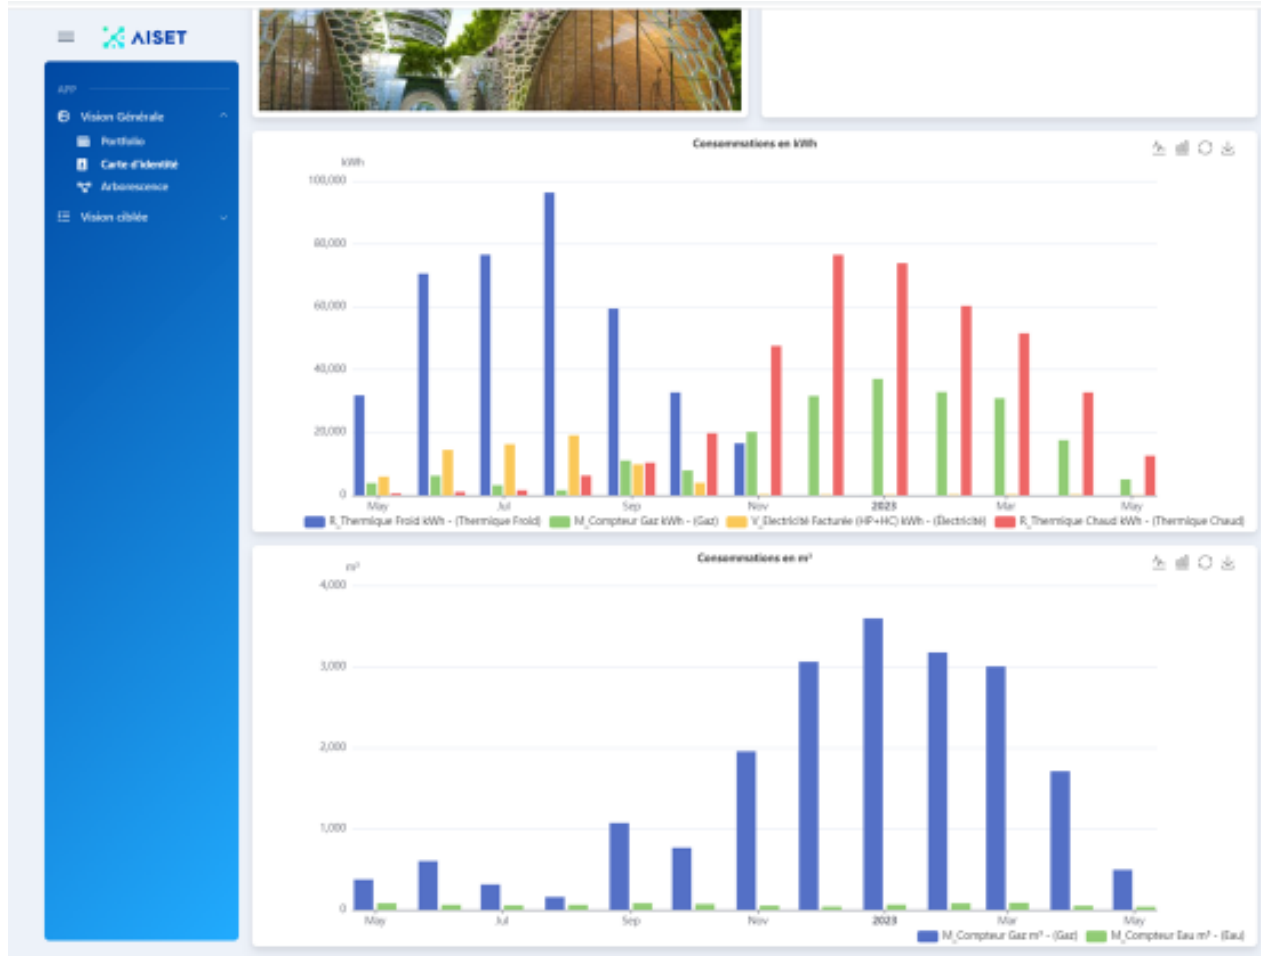 AISET
APP
Vision Générale
Portfolio
Carte d'identité
Arborescence
Vision ciblée
Consommations en kWh
kWh
100,000
80,000
60,000
40,000
20,000
0
May Jul Sep Nov 2023 Mar May
R_Thermique Froid kWh - (Thermique Froid) M_Compteur Gaz kWh - (Gaz) V_Electricité Facturée (HP+HC) kWh - (Électricité) R_Thermique Chaud kWh - (Thermique Chaud)
Consommations en m³
m³
4,000
3,000
2,000
1,000
0
May Jul Sep Nov 2023 Mar May
M_Compteur Gaz m³ - (Gaz) M_Compteur Eau m³ - (Eau)